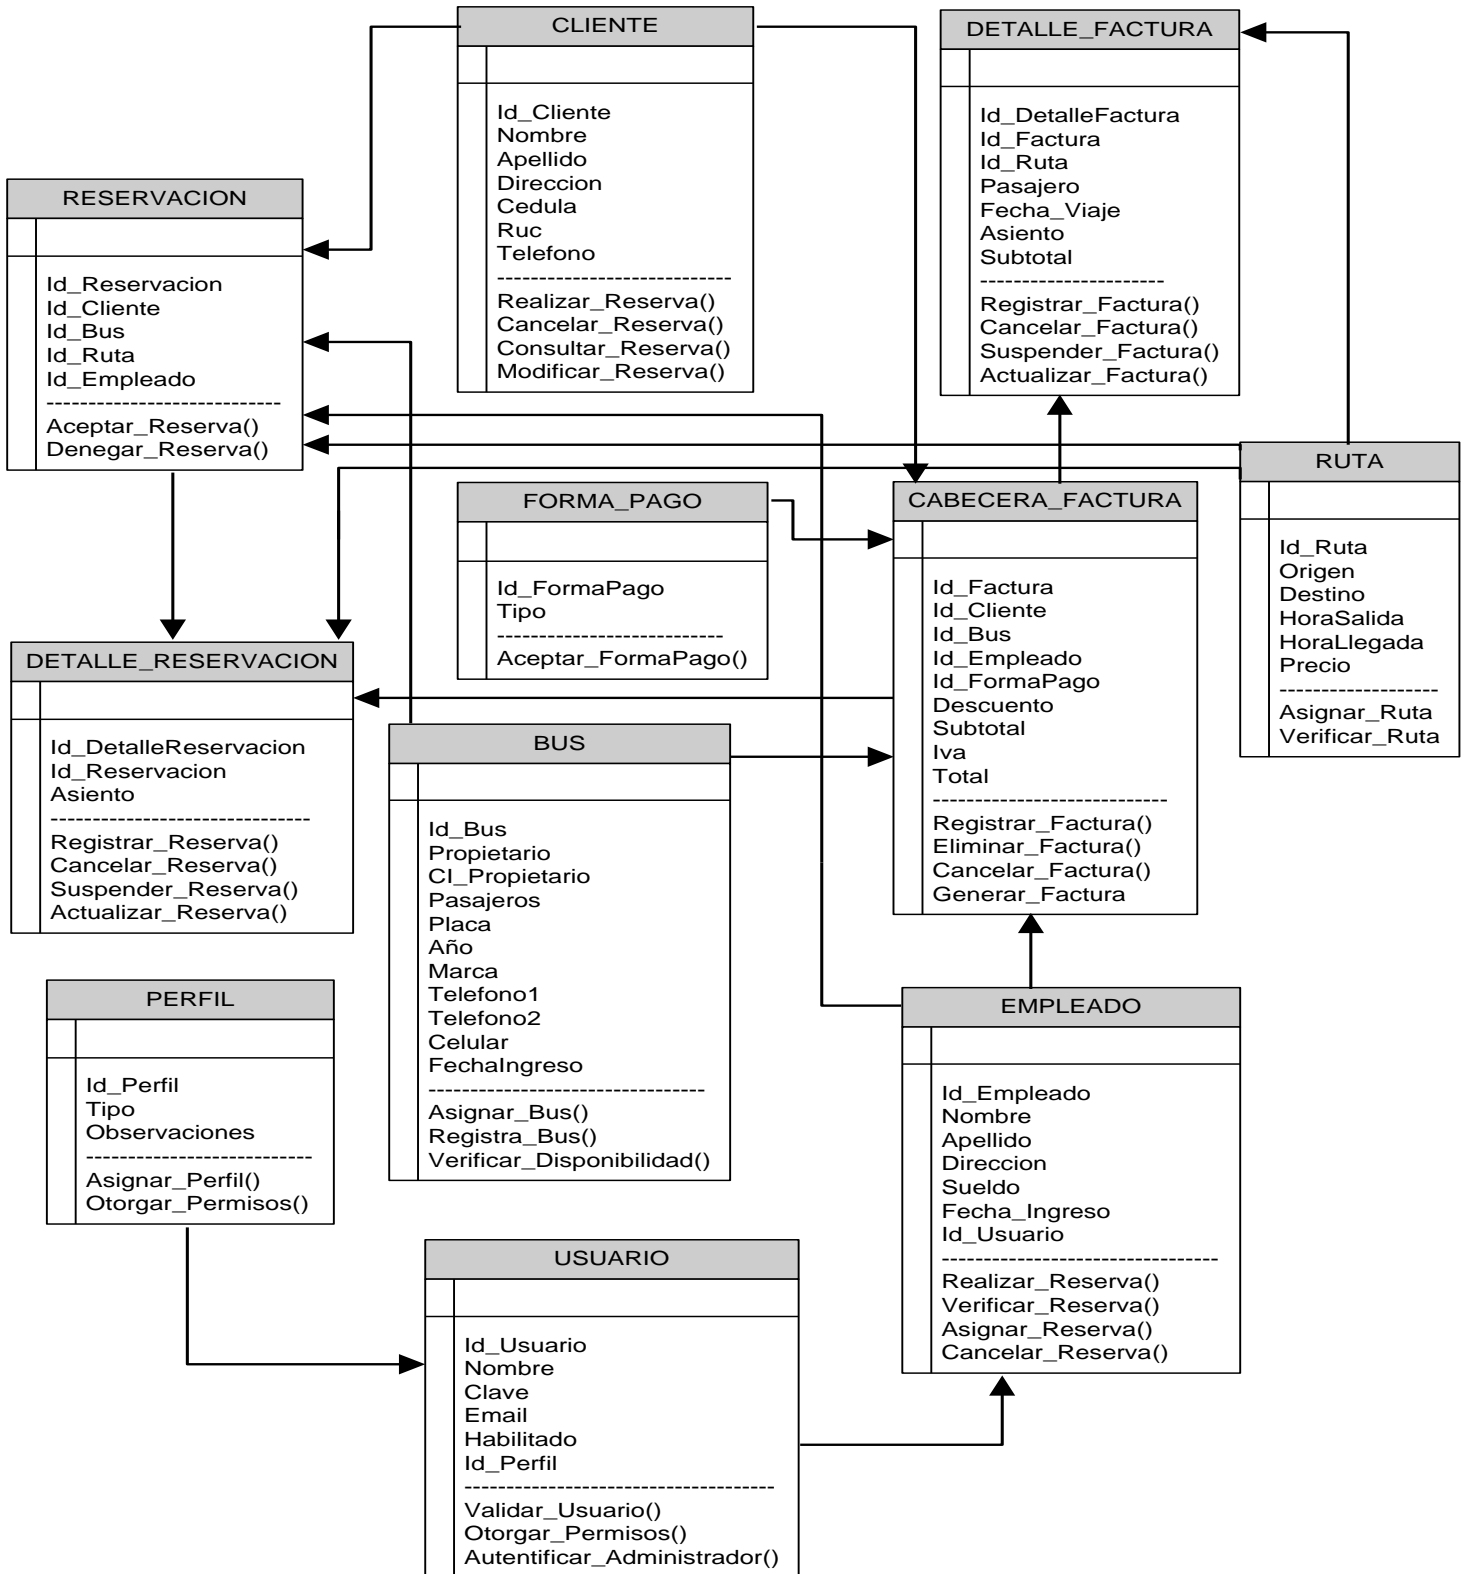 CLIENTE
Id_Cliente
Nombre
Apellido
Direccion
Cedula
Ruc
Telefono
----------------------------
Realizar_Reserva()
Cancelar_Reserva()
Consultar_Reserva()
Modificar_Reserva()
DETALLE_FACTURA
Id_DetalleFactura
Id_Factura
Id_Ruta
Pasajero
Fecha_Viaje
Asiento
Subtotal
----------------------
Registrar_Factura()
Cancelar_Factura()
Suspender_Factura()
Actualizar_Factura()
RESERVACION
Id_Reservacion
Id_Cliente
Id_Bus
Id_Ruta
Id_Empleado
----------------------------
Aceptar_Reserva()
Denegar_Reserva()
RUTA
Id_Ruta
Origen
Destino
HoraSalida
HoraLlegada
Precio
-------------------
Asignar_Ruta
Verificar_Ruta
FORMA_PAGO
Id_FormaPago
Tipo
---------------------------
Aceptar_FormaPago()
CABECERA_FACTURA
Id_Factura
Id_Cliente
Id_Bus
Id_Empleado
Id_FormaPago
Descuento
Subtotal
Iva
Total
----------------------------
Registrar_Factura()
Eliminar_Factura()
Cancelar_Factura()
Generar_Factura
DETALLE_RESERVACION
Id_DetalleReservacion
Id_Reservacion
Asiento
-------------------------------
Registrar_Reserva()
Cancelar_Reserva()
Suspender_Reserva()
Actualizar_Reserva()
BUS
Id_Bus
Propietario
CI_Propietario
Pasajeros
Placa
Año
Marca
Telefono1
Telefono2
Celular
FechaIngreso
---------------------------------
Asignar_Bus()
Registra_Bus()
Verificar_Disponibilidad()
PERFIL
Id_Perfil
Tipo
Observaciones
---------------------------
Asignar_Perfil()
Otorgar_Permisos()
EMPLEADO
Id_Empleado
Nombre
Apellido
Direccion
Sueldo
Fecha_Ingreso
Id_Usuario
---------------------------------
Realizar_Reserva()
Verificar_Reserva()
Asignar_Reserva()
Cancelar_Reserva()
USUARIO
Id_Usuario
Nombre
Clave
Email
Habilitado
Id_Perfil
-------------------------------------
Validar_Usuario()
Otorgar_Permisos()
Autentificar_Administrador()